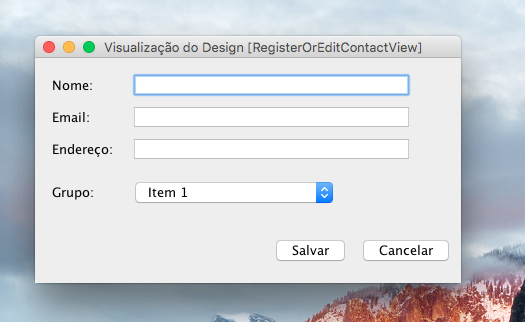 Visualização do Design [RegisterOrEditContactView]
Nome:
Email:
Endereço:
Grupo: Item 1
Salvar Cancelar